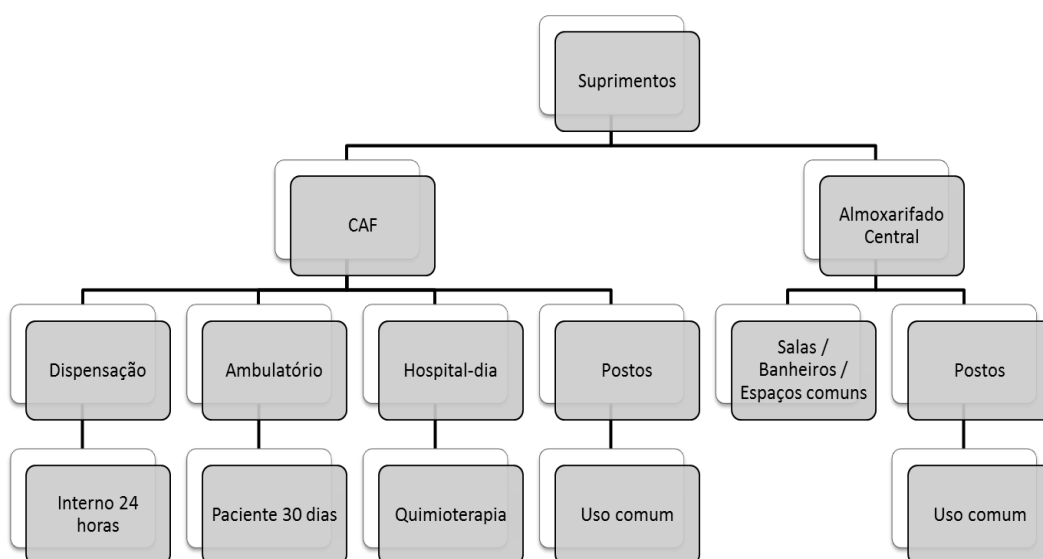 Suprimentos
CAF
Almoxarifado
Central
Dispensação
Ambulatório
Hospital-dia
Postos
Salas /
Banheiros /
Espaços comuns
Postos
Interno 24
horas
Paciente 30 dias
Quimioterapia
Uso comum
Uso comum